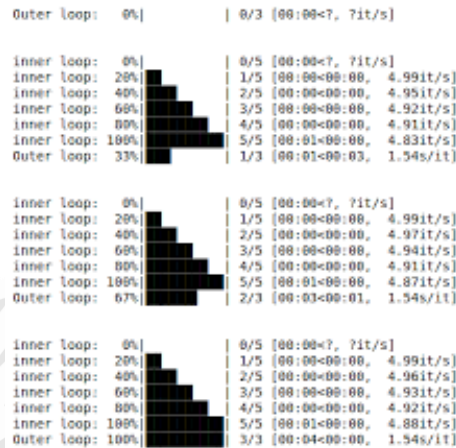 Outer loop:   0%|          | 0/3 [00:00<?, ?it/s]
inner loop:   0%|          | 0/5 [00:00<?, ?it/s]
inner loop:  20%|██        | 1/5 [00:00<00:00,  4.99it/s]
inner loop:  40%|████      | 2/5 [00:00<00:00,  4.95it/s]
inner loop:  60%|██████    | 3/5 [00:00<00:00,  4.92it/s]
inner loop:  80%|████████  | 4/5 [00:00<00:00,  4.91it/s]
inner loop: 100%|██████████| 5/5 [00:01<00:00,  4.83it/s]
Outer loop:  33%|███       | 1/3 [00:01<00:03,  1.54s/it]
inner loop:   0%|          | 0/5 [00:00<?, ?it/s]
inner loop:  20%|██        | 1/5 [00:00<00:00,  4.99it/s]
inner loop:  40%|████      | 2/5 [00:00<00:00,  4.97it/s]
inner loop:  60%|██████    | 3/5 [00:00<00:00,  4.94it/s]
inner loop:  80%|████████  | 4/5 [00:00<00:00,  4.91it/s]
inner loop: 100%|██████████| 5/5 [00:01<00:00,  4.87it/s]
Outer loop:  67%|██████    | 2/3 [00:03<00:01,  1.54s/it]
inner loop:   0%|          | 0/5 [00:00<?, ?it/s]
inner loop:  20%|██        | 1/5 [00:00<00:00,  4.99it/s]
inner loop:  40%|████      | 2/5 [00:00<00:00,  4.96it/s]
inner loop:  60%|██████    | 3/5 [00:00<00:00,  4.93it/s]
inner loop:  80%|████████  | 4/5 [00:00<00:00,  4.92it/s]
inner loop: 100%|██████████| 5/5 [00:01<00:00,  4.88it/s]
Outer loop: 100%|██████████| 3/3 [00:04<00:00,  1.54s/it]